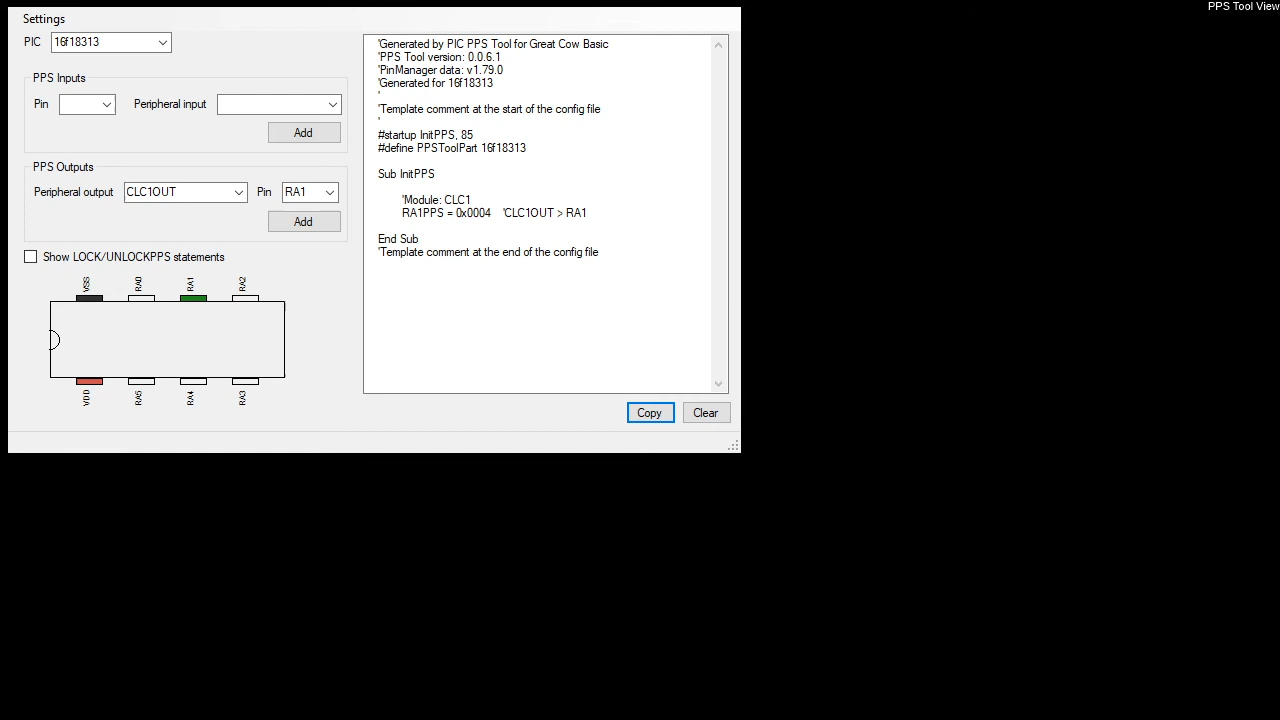 PPS Tool View
Settings
PIC 16f18313
PPS Inputs
Pin Peripheral input
Add
PPS Outputs
Peripheral output CLC1OUT Pin RA1
Add
Show LOCK/UNLOCKPPS statements
VSS RA0 RA1 RA2
VDD RA5 RA4 RA3
'Generated by PIC PPS Tool for Great Cow Basic
'PPS Tool version: 0.0.6.1
'PinManager data: v1.79.0
'Generated for 16f18313
'
'Template comment at the start of the config file
'
#startup InitPPS, 85
#define PPSToolPart 16f18313
Sub InitPPS
'Module: CLC1
RA1PPS = 0x0004 'CLC1OUT > RA1
End Sub
'Template comment at the end of the config file
Copy Clear